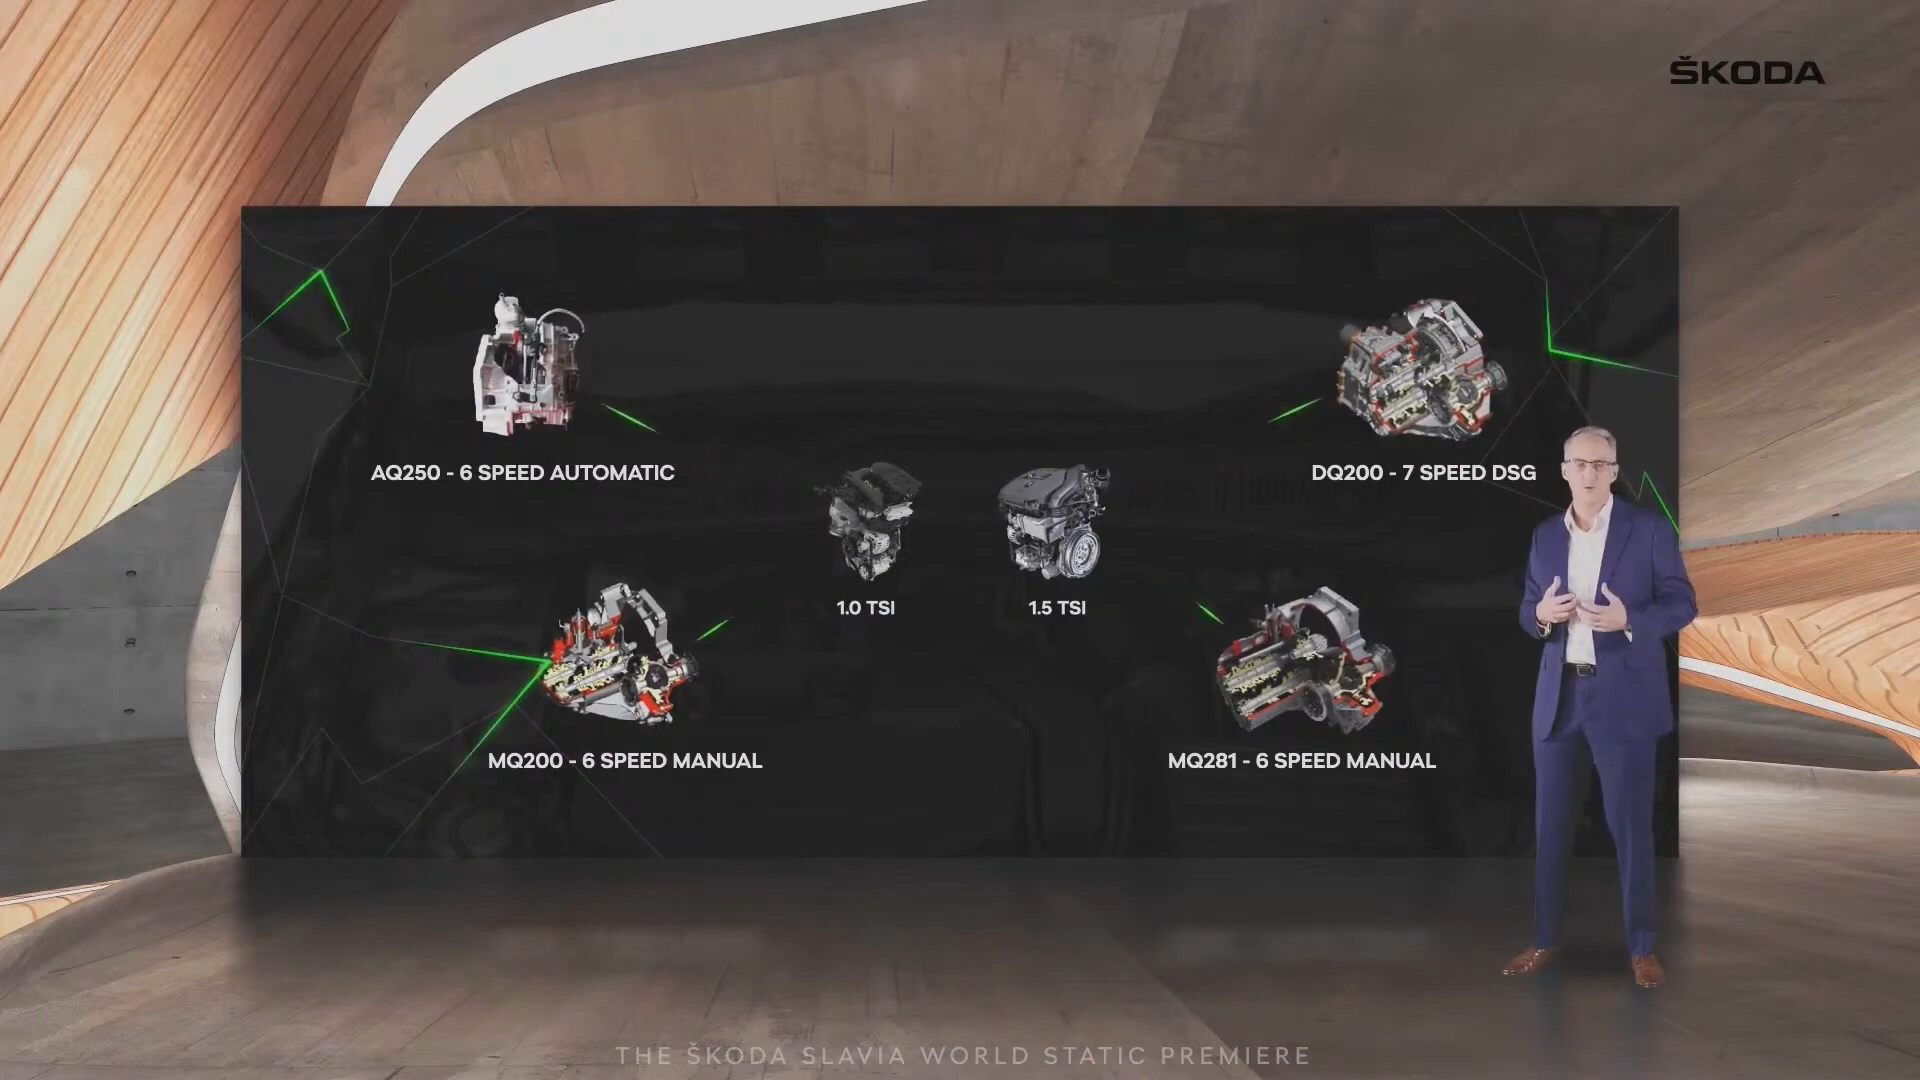 ŠKODA
AQ250 - 6 SPEED AUTOMATIC
DQ200 - 7 SPEED DSG
1.0 TSI
1.5 TSI
MQ200 - 6 SPEED MANUAL
MQ281 - 6 SPEED MANUAL
THE ŠKODA SLAVIA WORLD STATIC PREMIERE